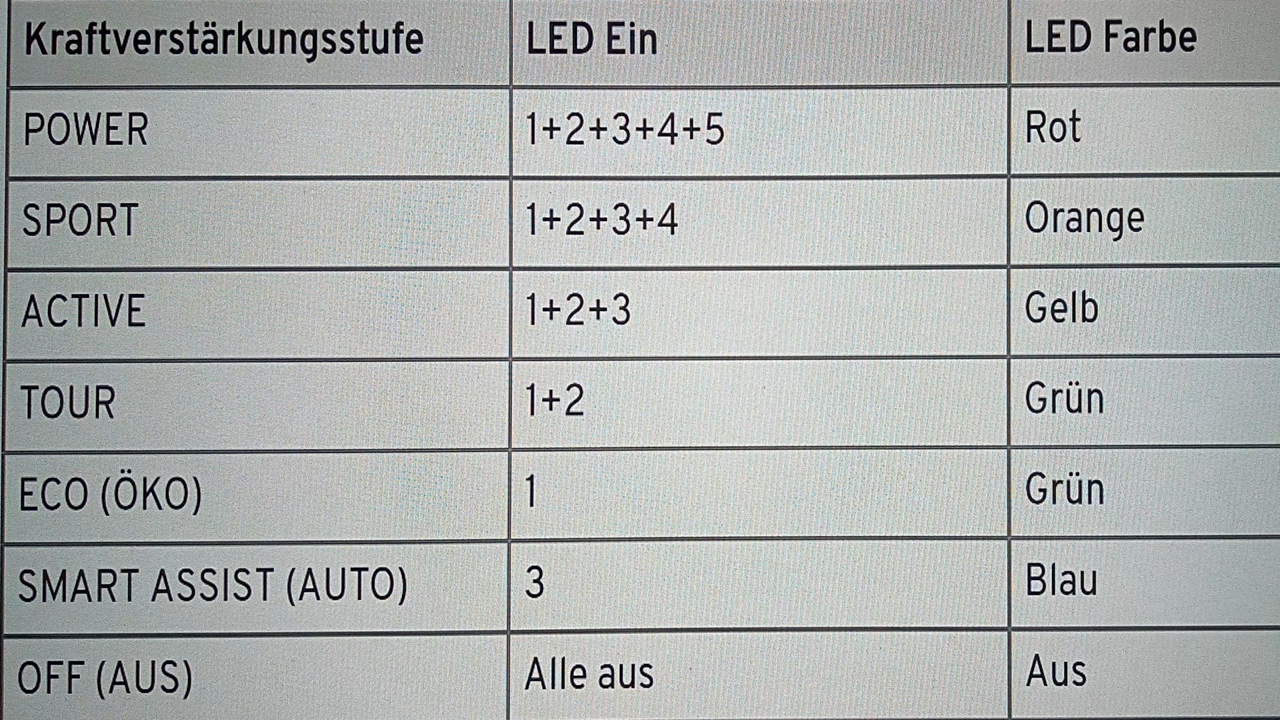 Kraftverstärkungsstufe LED Ein LED Farbe
POWER 1+2+3+4+5 Rot
SPORT 1+2+3+4 Orange
ACTIVE 1+2+3 Gelb
TOUR 1+2 Grün
ECO (ÖKO) 1 Grün
SMART ASSIST (AUTO) 3 Blau
OFF (AUS) Alle aus Aus